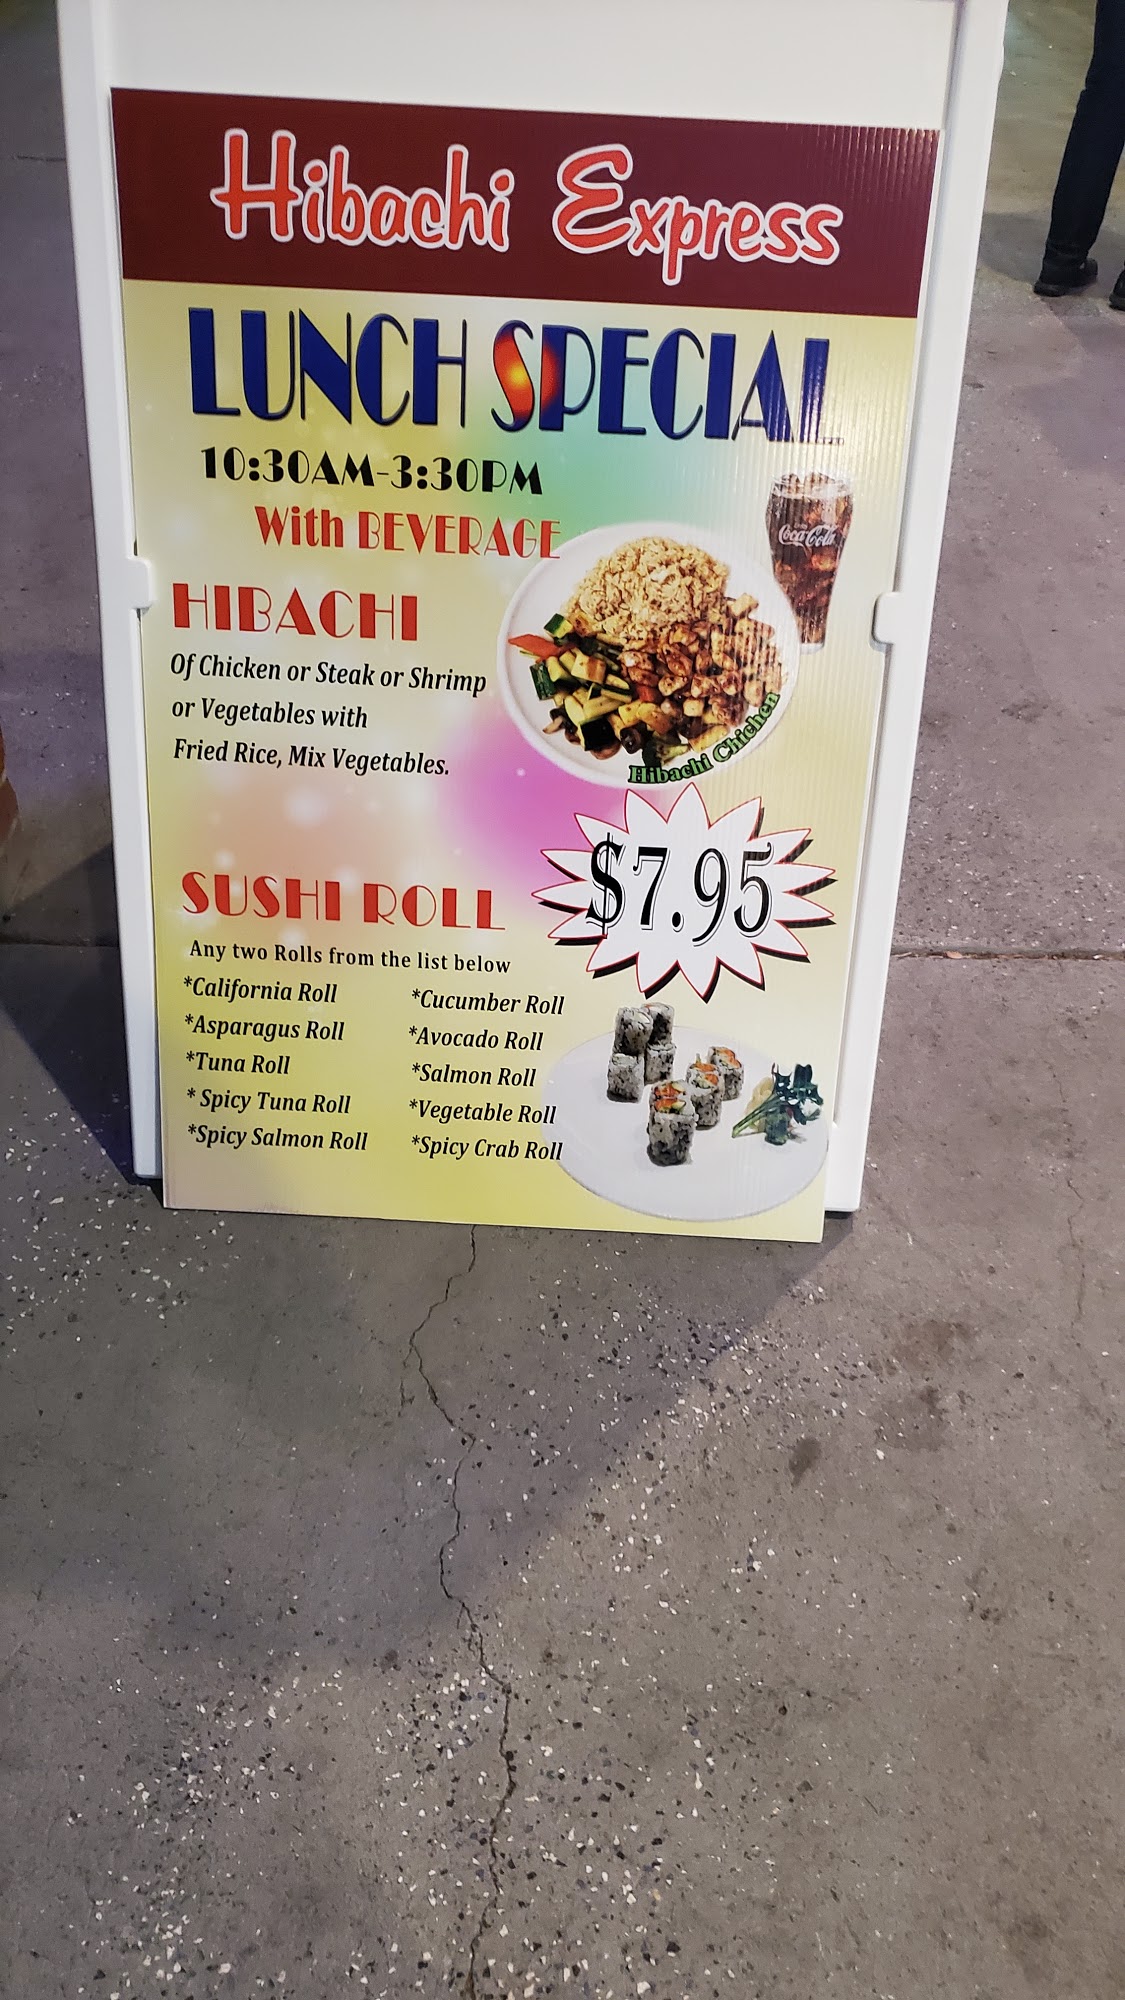 Hibachi Express
LUNCH SPECIAL
10:30AM-3:30PM
With BEVERAGE
Coca-Cola
HIBACHI
Of Chicken or Steak or Shrimp
or Vegetables with
Fried Rice, Mix Vegetables.
Hibachi Chichen
$7.95
SUSHI ROLL
Any two Rolls from the list below
*California Roll
*Asparagus Roll
*Tuna Roll
* Spicy Tuna Roll
*Spicy Salmon Roll
*Cucumber Roll
*Avocado Roll
*Salmon Roll
*Vegetable Roll
*Spicy Crab Roll